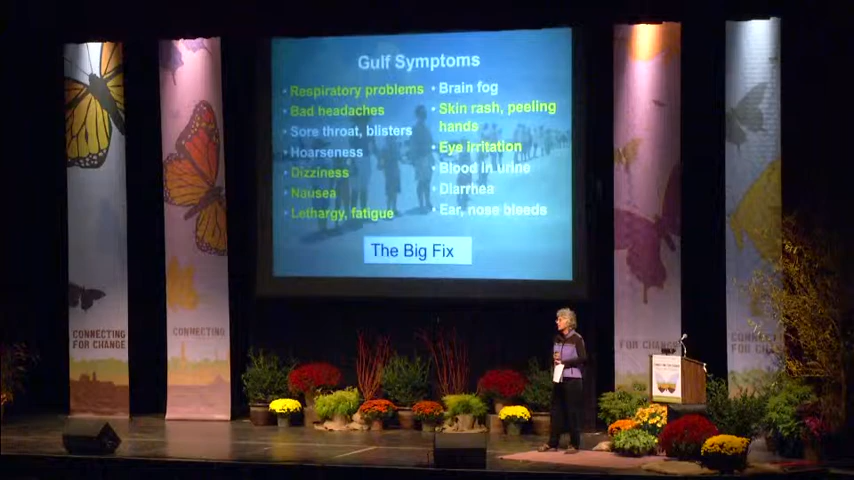 Gulf Symptoms
• Respiratory problems
• Bad headaches
• Sore throat, blisters
• Hoarseness
• Dizziness
• Nausea
• Lethargy, fatigue
• Brain fog
• Skin rash, peeling
hands
• Eye irritation
• Blood in urine
• Diarrhea
• Ear, nose bleeds
The Big Fix
CONNECTING
FOR CHANGE
CONNECTING
FOR CHANGE
FOR CHANGE